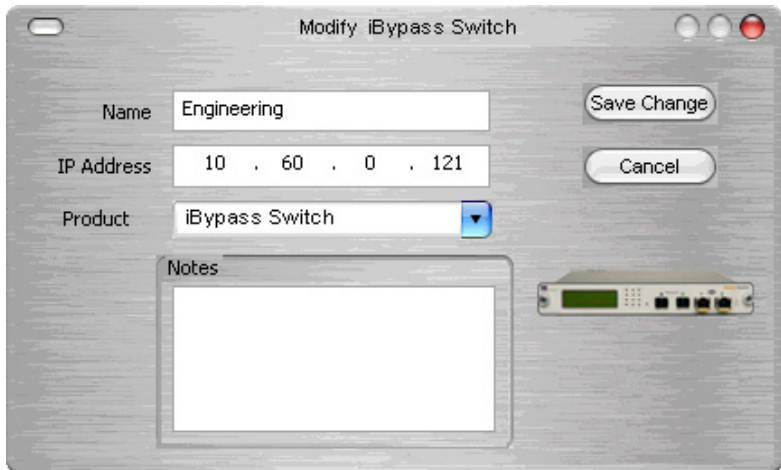 Modify iBypass Switch
Name
Engineering
Save Change
IP Address
10 . 60 . 0 . 121
Cancel
Product
iBypass Switch
Notes